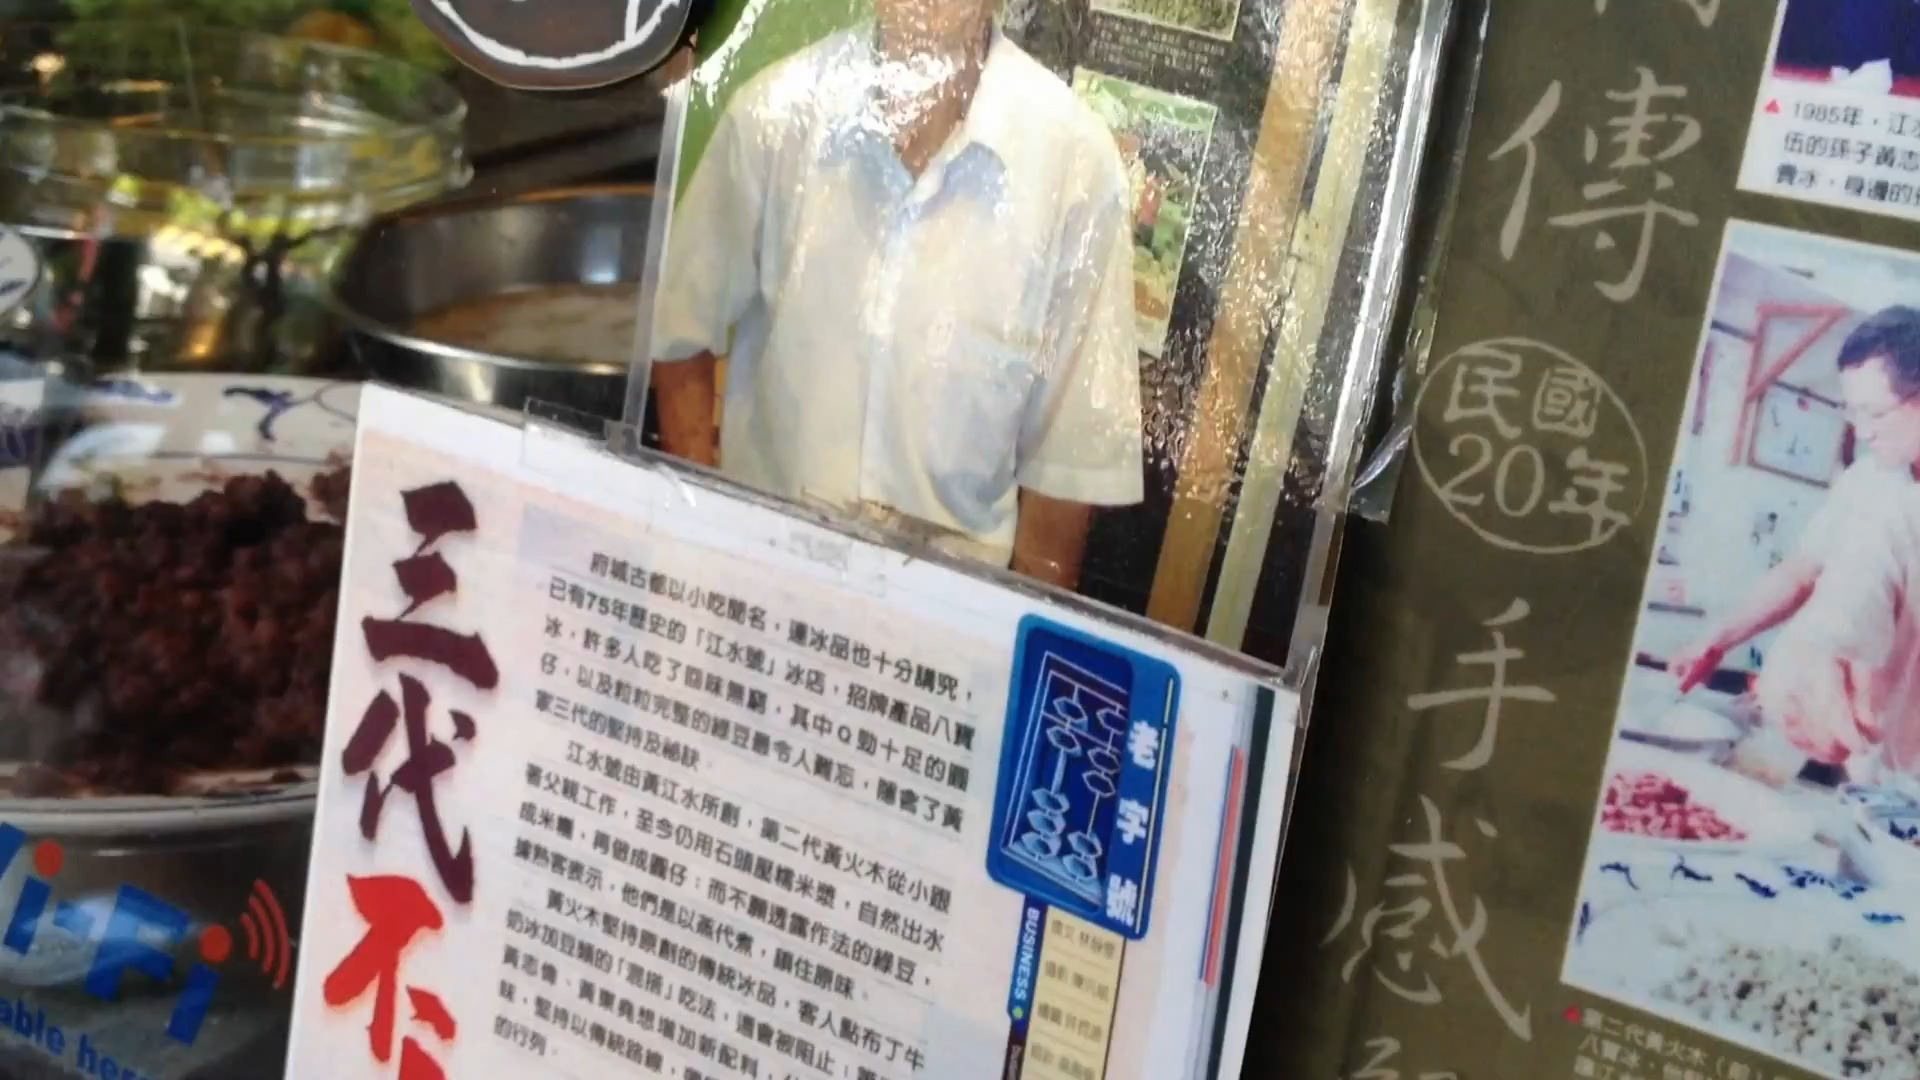 三代不
府城古都以小吃聞名，連冰品也十分講究，
已有75年歷史的「江水號」冰店，招牌產品八寶
冰，許多人吃了回味無窮，其中Q勁十足的圓
仔，以及粒粒完整的綠豆最令人難忘，隱含了黃
家三代的堅持及祕訣。
江水號由黃江水所創，第二代黃火木從小跟
著父親工作，至今仍用石頭壓糯米漿，自然出水
成米糰，再做成圓仔；而不願透露作法的綠豆，
據熟客表示，他們是以蒸代煮，鎖住原味。
黃火木堅持原創的傳統冰品，客人點布丁牛
奶冰加豆類的「混搭」吃法，還會被阻止；第
想增加新配料，
味，堅持以傳統路線，
的行列。
老字號
BUSINESS
傳
民國
20年
手
感
1985年，江
伍的孫子黃志
賣冰，身邊的
第二代黃火木
八寶冰，
Wi-Fi
able her